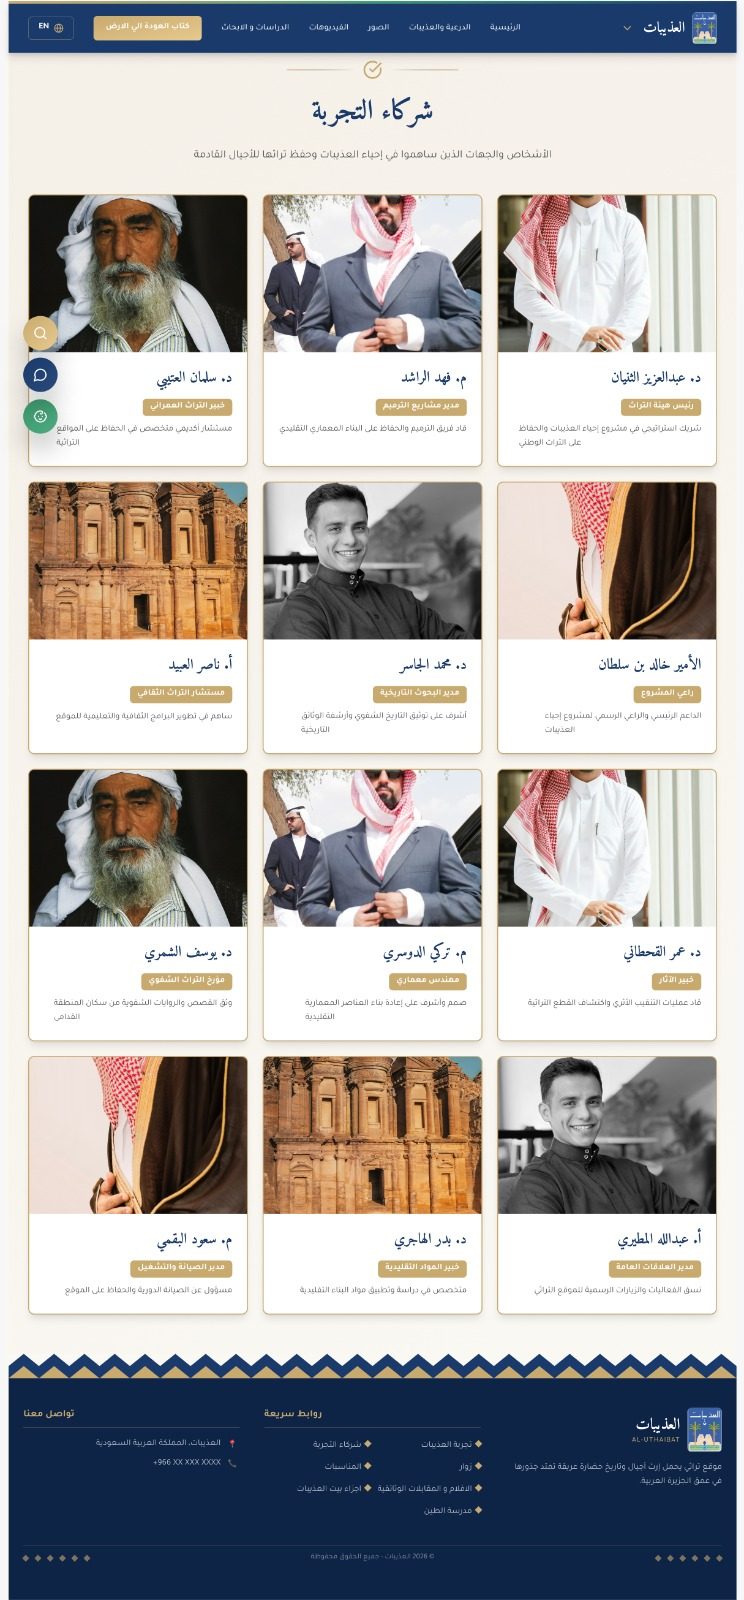 العذيبات
الرئيسية
الدرعية والعذيبات
الصور
الفيديوهات
الدراسات و الابحاث
كتاب العودة الي الارض
EN
شركاء التجربة
الأشخاص والجهات الذين ساهموا في إحياء العذيبات وحفظ تراثها للأجيال القادمة
د. عبدالعزيز الثنيان
رئيس هيئة التراث
شريك استراتيجي في مشروع إحياء العذيبات والحفاظ
على التراث الوطني
م. فهد الراشد
مدير مشاريع الترميم
قاد فريق الترميم والحفاظ على البناء المعماري التقليدي
د. سلمان العتيبي
خبير التراث العمراني
مستشار أكاديمي متخصص في الحفاظ على المواقع
التراثية
الأمير خالد بن سلطان
راعي المشروع
الداعم الرئيسي والراعي الرسمي لمشروع إحياء
العذيبات
د. محمد الجاسر
مدير البحوث التاريخية
أشرف على توثيق التاريخ الشفوي وأرشفة الوثائق
التاريخية
أ. ناصر العبيد
مستشار التراث الثقافي
ساهم في تطوير البرامج الثقافية والتعليمية للموقع
د. عمر القحطاني
خبير الآثار
قاد عمليات التنقيب الأثري واكتشاف القطع التراثية
م. تركي الدوسري
مهندس معماري
صمم وأشرف على إعادة بناء العناصر المعمارية
التقليدية
د. يوسف الشمري
مؤرخ التراث الشفوي
وثق القصص والروايات الشفوية من سكان المنطقة
القدامى
أ. عبدالله المطيري
مدير العلاقات العامة
نسق الفعاليات والزيارات الرسمية للموقع التراثي
د. بدر الهاجري
خبير المواد التقليدية
متخصص في دراسة وتطبيق مواد البناء التقليدية
م. سعود البقمي
مدير الصيانة والتشغيل
مسؤول عن الصيانة الدورية والحفاظ على الموقع
العذيبات
AL-UTHAIBAT
موقع تراثي يحمل إرث أجيال وتاريخ حضارة عريقة تمتد جذورها
في عمق الجزيرة العربية.
روابط سريعة
تجربة العذيبات
شركاء التجربة
زوار
المناسبات
الافلام و المقابلات الوثائقية
اجزاء بيت العذيبات
مدرسة الطين
تواصل معنا
العذيبات، المملكة العربية السعودية
+966 XX XXX XXXX
© 2026 العذيبات - جميع الحقوق محفوظة